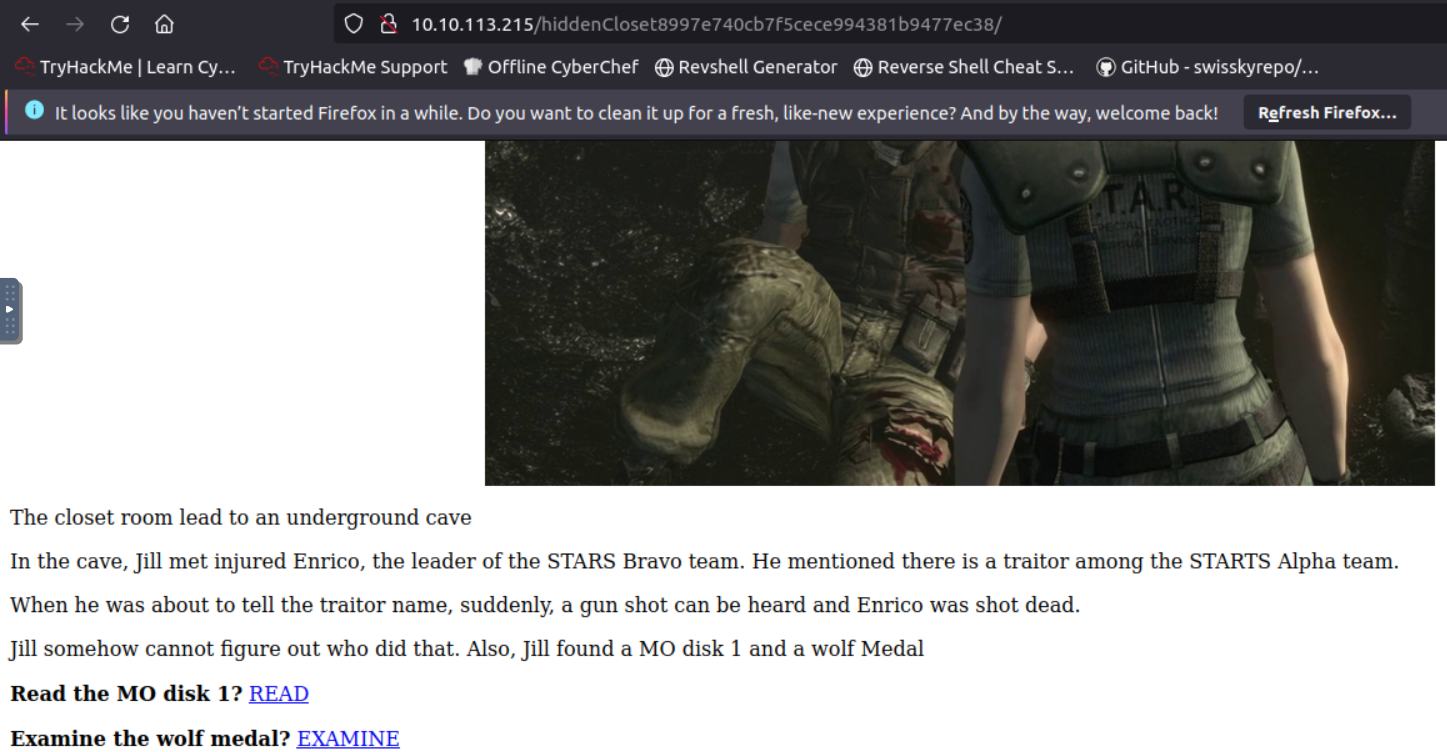 10.10.113.215/hiddenCloset8997e740cb7f5cece994381b9477ec38/
TryHackMe | Learn Cy… TryHackMe Support Offline CyberChef Revshell Generator Reverse Shell Cheat S… GitHub - swisskyrepo/…
It looks like you haven’t started Firefox in a while. Do you want to clean it up for a fresh, like-new experience? And by the way, welcome back! Refresh Firefox…
T.A.R
The closet room lead to an underground cave
In the cave, Jill met injured Enrico, the leader of the STARS Bravo team. He mentioned there is a traitor among the STARTS Alpha team.
When he was about to tell the traitor name, suddenly, a gun shot can be heard and Enrico was shot dead.
Jill somehow cannot figure out who did that. Also, Jill found a MO disk 1 and a wolf Medal
Read the MO disk 1? READ
Examine the wolf medal? EXAMINE